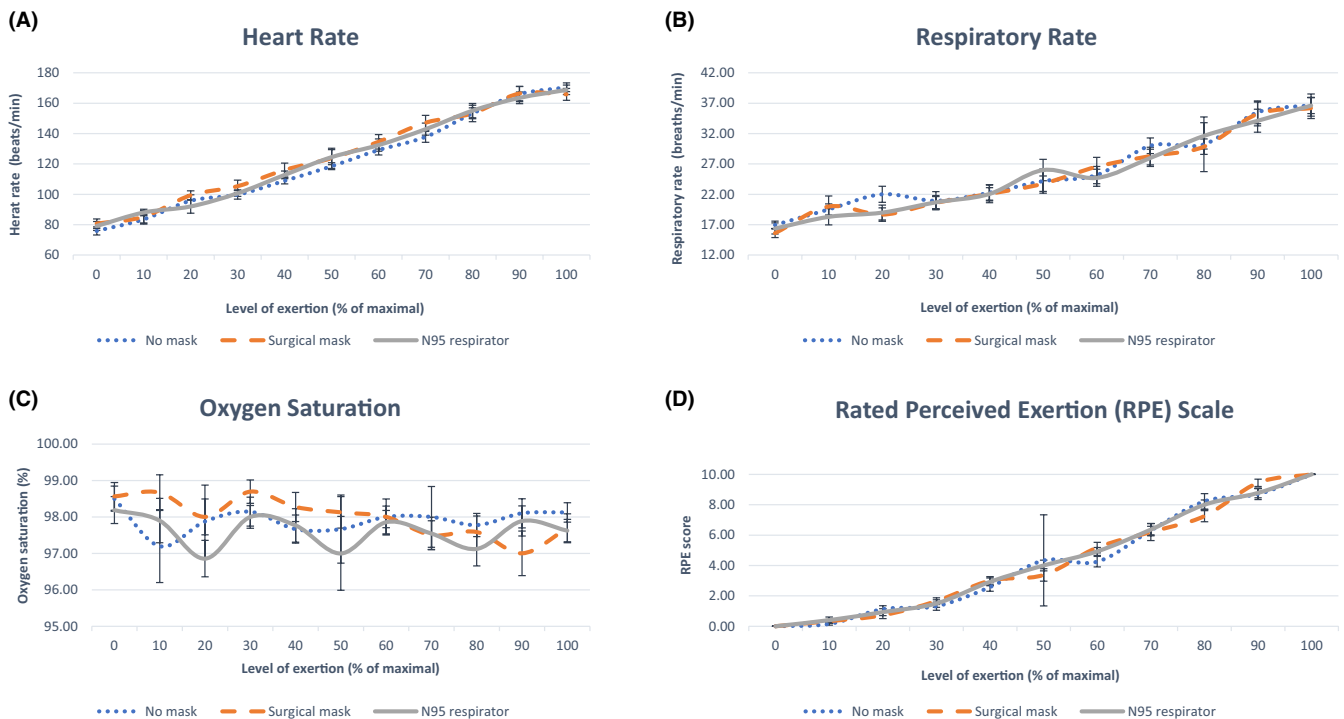 (A)
Heart Rate
Herat rate (beats/min)
180
160
140
120
100
80
60
0 10 20 30 40 50 60 70 80 90 100
Level of exertion (% of maximal)
No mask Surgical mask N95 respirator
(B)
Respiratory Rate
Respiratory rate (breaths/min)
42.00
37.00
32.00
27.00
22.00
17.00
12.00
0 10 20 30 40 50 60 70 80 90 100
Level of exertion (% of maximal)
No mask Surgical mask N95 respirator
(C)
Oxygen Saturation
Oxygen saturation (%)
100.00
99.00
98.00
97.00
96.00
95.00
0 10 20 30 40 50 60 70 80 90 100
Level of exertion (% of maximal)
No mask Surgical mask N95 respirator
(D)
Rated Perceived Exertion (RPE) Scale
RPE score
10.00
8.00
6.00
4.00
2.00
0.00
0 10 20 30 40 50 60 70 80 90 100
Level of exertion (% of maximal)
No mask Surgical mask N95 respirator